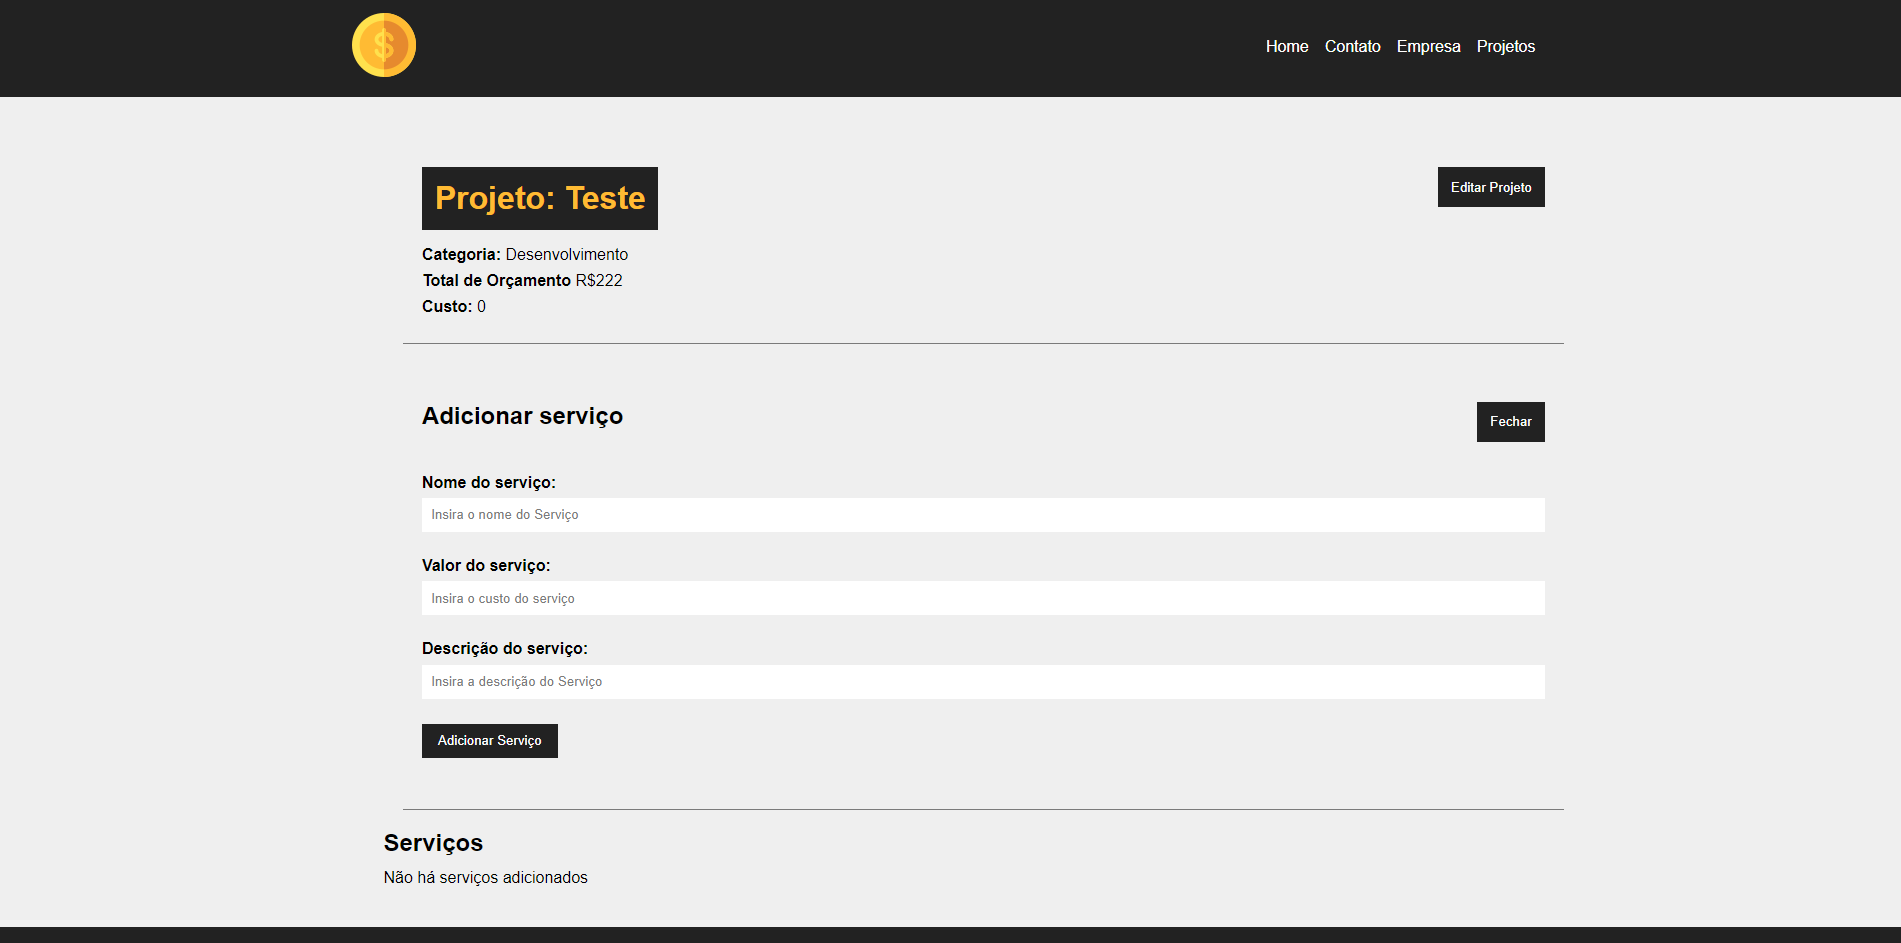 $
Home Contato Empresa Projetos
Projeto: Teste
Editar Projeto
Categoria: Desenvolvimento
Total de Orçamento R$222
Custo: 0
Adicionar serviço
Fechar
Nome do serviço:
Insira o nome do Serviço
Valor do serviço:
Insira o custo do serviço
Descrição do serviço:
Insira a descrição do Serviço
Adicionar Serviço
Serviços
Não há serviços adicionados